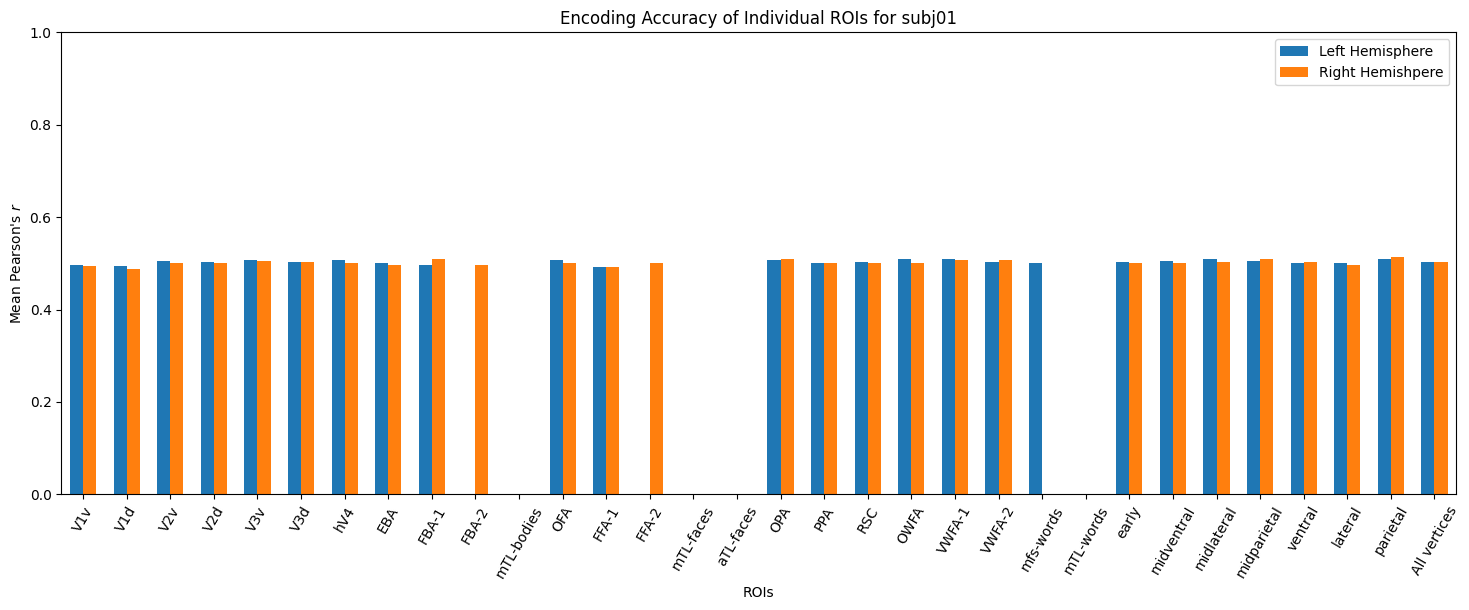 Encoding Accuracy of Individual ROIs for subj01
1.0
0.8
0.6
0.4
0.2
0.0
Mean Pearson's r
Left Hemisphere
Right Hemishpere
V1v
V1d
V2v
V2d
V3v
V3d
hV4
EBA
FBA-1
FBA-2
mTL-bodies
OFA
FFA-1
FFA-2
mTL-faces
aTL-faces
OPA
PPA
RSC
OWFA
VWFA-1
VWFA-2
mfs-words
mTL-words
early
midventral
midlateral
midparietal
ventral
lateral
parietal
All vertices
ROIs